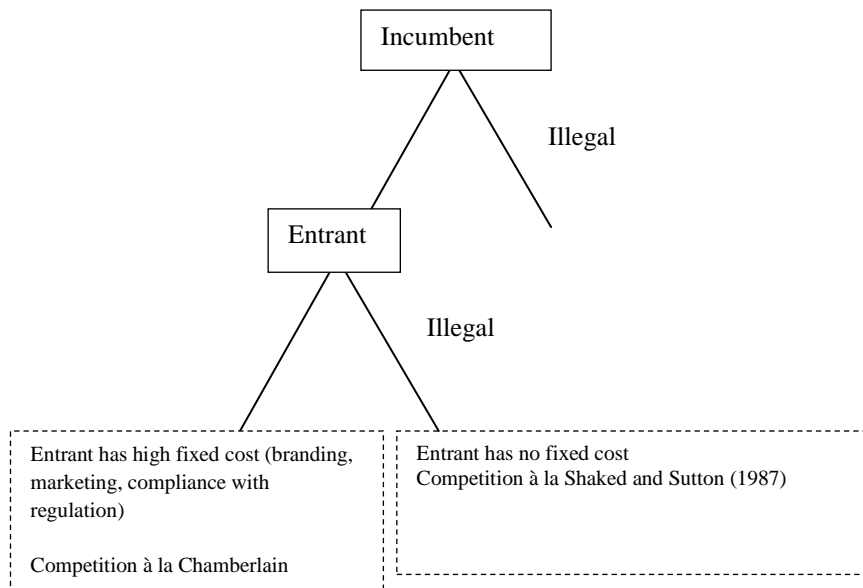 Incumbent
Illegal
Entrant
Illegal
Entrant has high fixed cost (branding,
marketing, compliance with
regulation)
Competition à la Chamberlain
Entrant has no fixed cost
Competition à la Shaked and Sutton (1987)